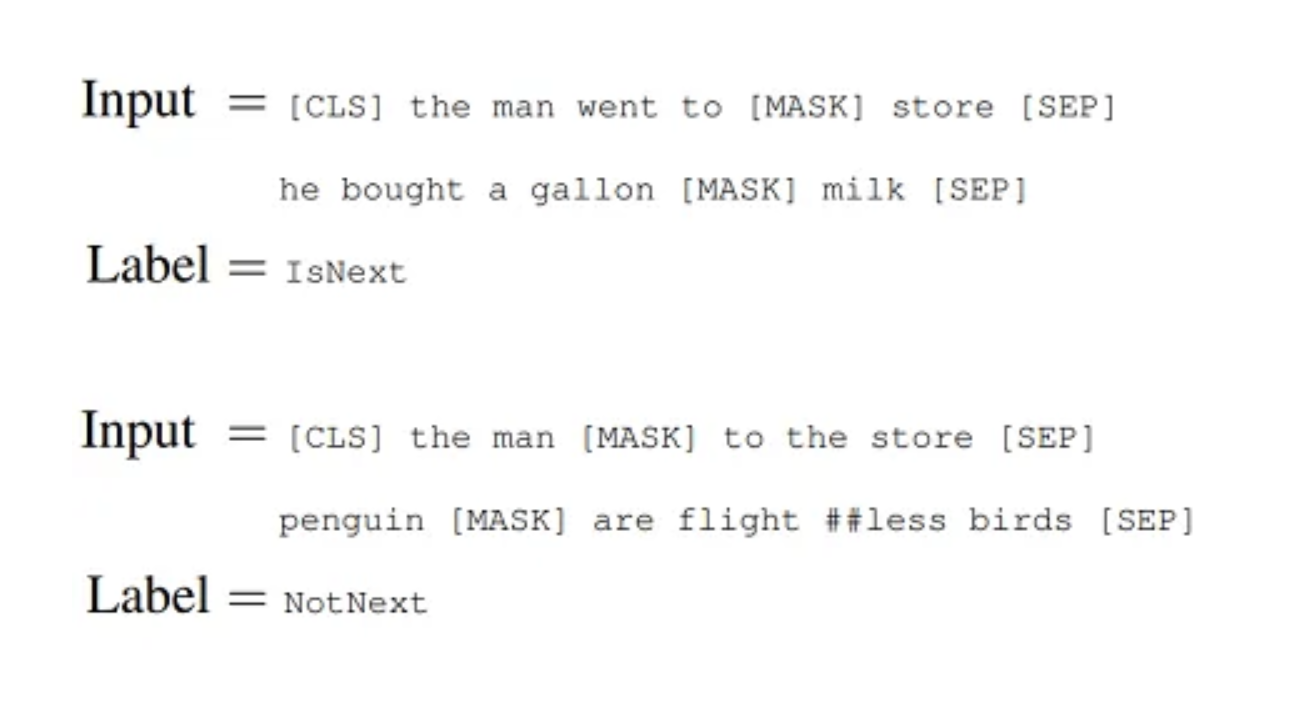 Input = [CLS] the man went to [MASK] store [SEP]
he bought a gallon [MASK] milk [SEP]
Label = IsNext
Input = [CLS] the man [MASK] to the store [SEP]
penguin [MASK] are flight ##less birds [SEP]
Label = NotNext